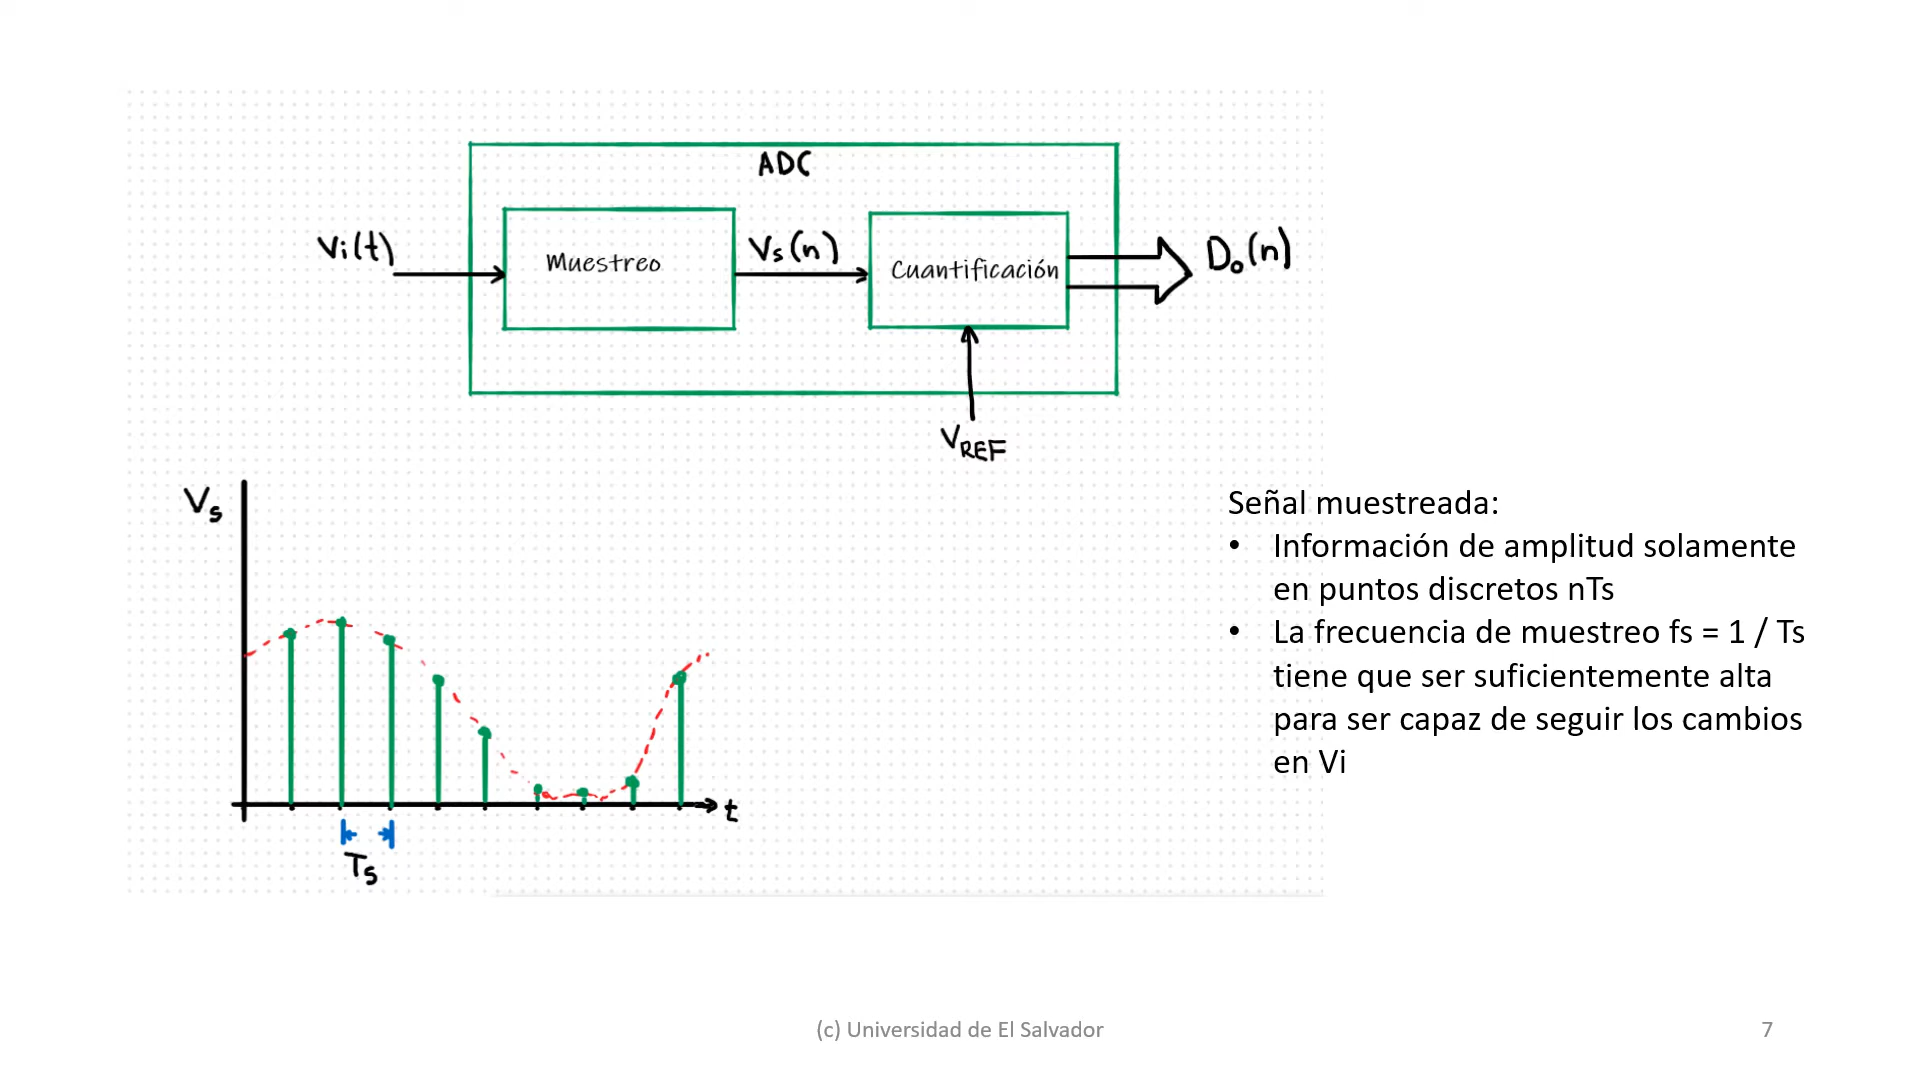 ADC
Vi(t)
Muestreo
Vs(n)
Cuantificación
Do(n)
VREF
Vs
t
Ts
Señal muestreada:
• Información de amplitud solamente
en puntos discretos nTs
• La frecuencia de muestreo fs = 1 / Ts
tiene que ser suficientemente alta
para ser capaz de seguir los cambios
en Vi
(c) Universidad de El Salvador
7